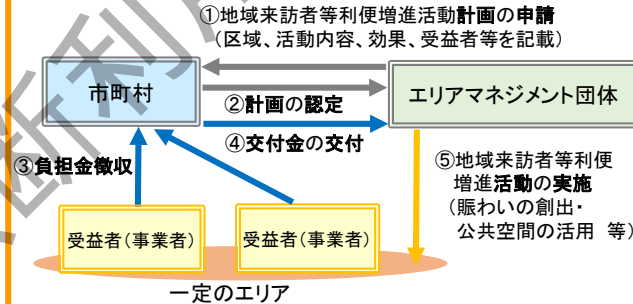 ①地域来訪者等利便増進活動計画の申請
（区域、活動内容、効果、受益者等を記載）
市町村
エリアマネジメント団体
②計画の認定
④交付金の交付
③負担金徴収
⑤地域来訪者等利便
増進活動の実施
（賑わいの創出・
公共空間の活用 等）
受益者（事業者）
受益者（事業者）
一定のエリア
断利